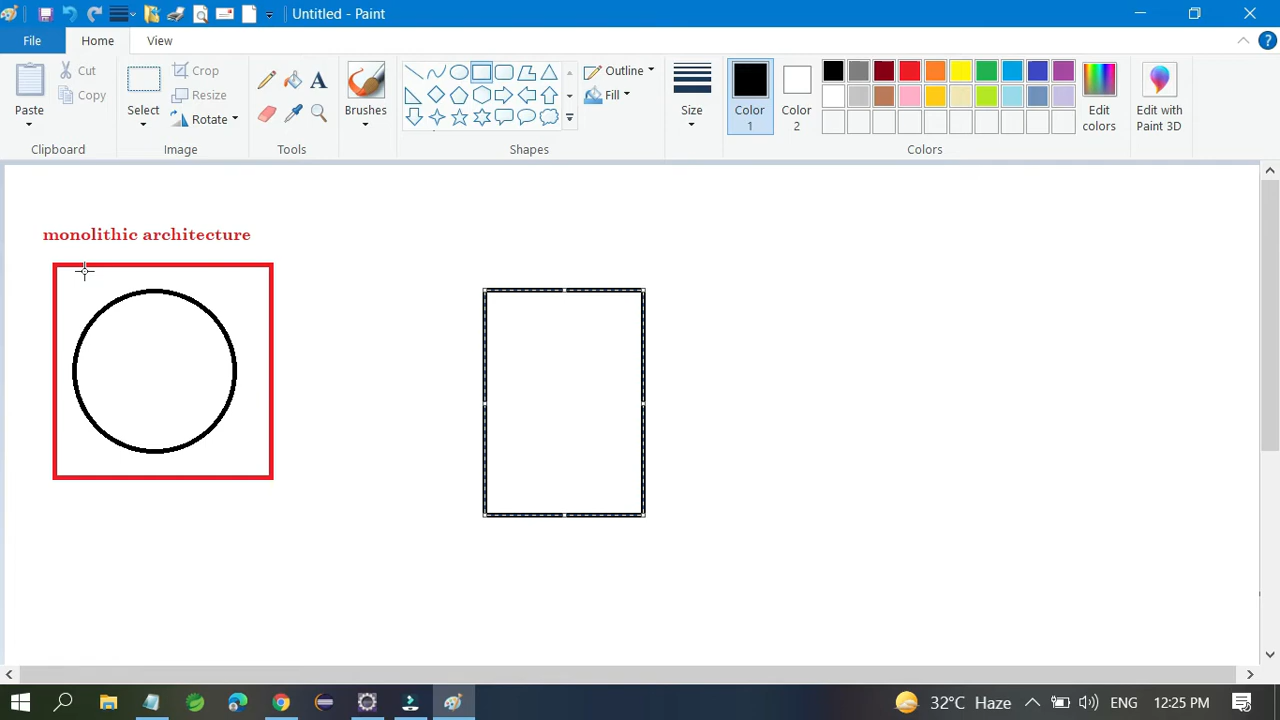 Untitled - Paint
File Home View
Paste
Cut
Copy
Clipboard
Select
Crop
Resize
Rotate
Image
A
Tools
Brushes
Outline
Fill
Shapes
Size
Color 1
Color 2
Edit colors
Colors
Edit with Paint 3D
monolithic architecture
32°C Haze ENG 12:25 PM